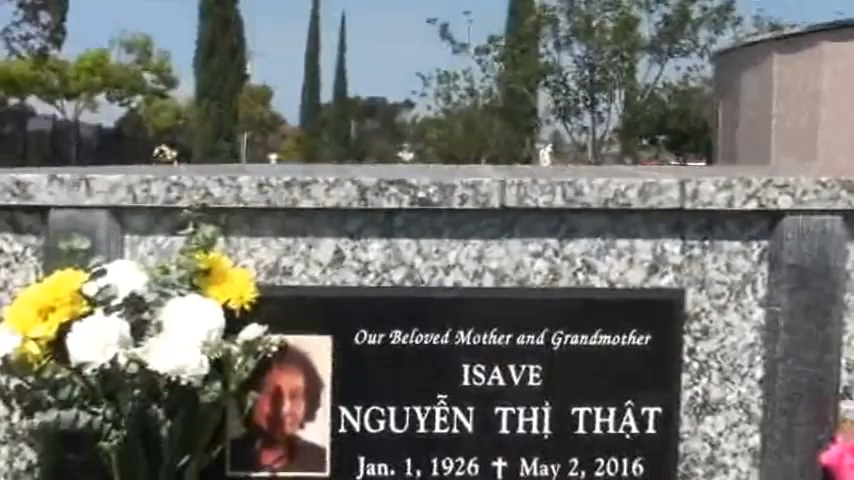 Our Beloved Mother and Grandmother
ISAVE
NGUYỄN THỊ THẬT
Jan. 1, 1926 ✝ May 2, 2016